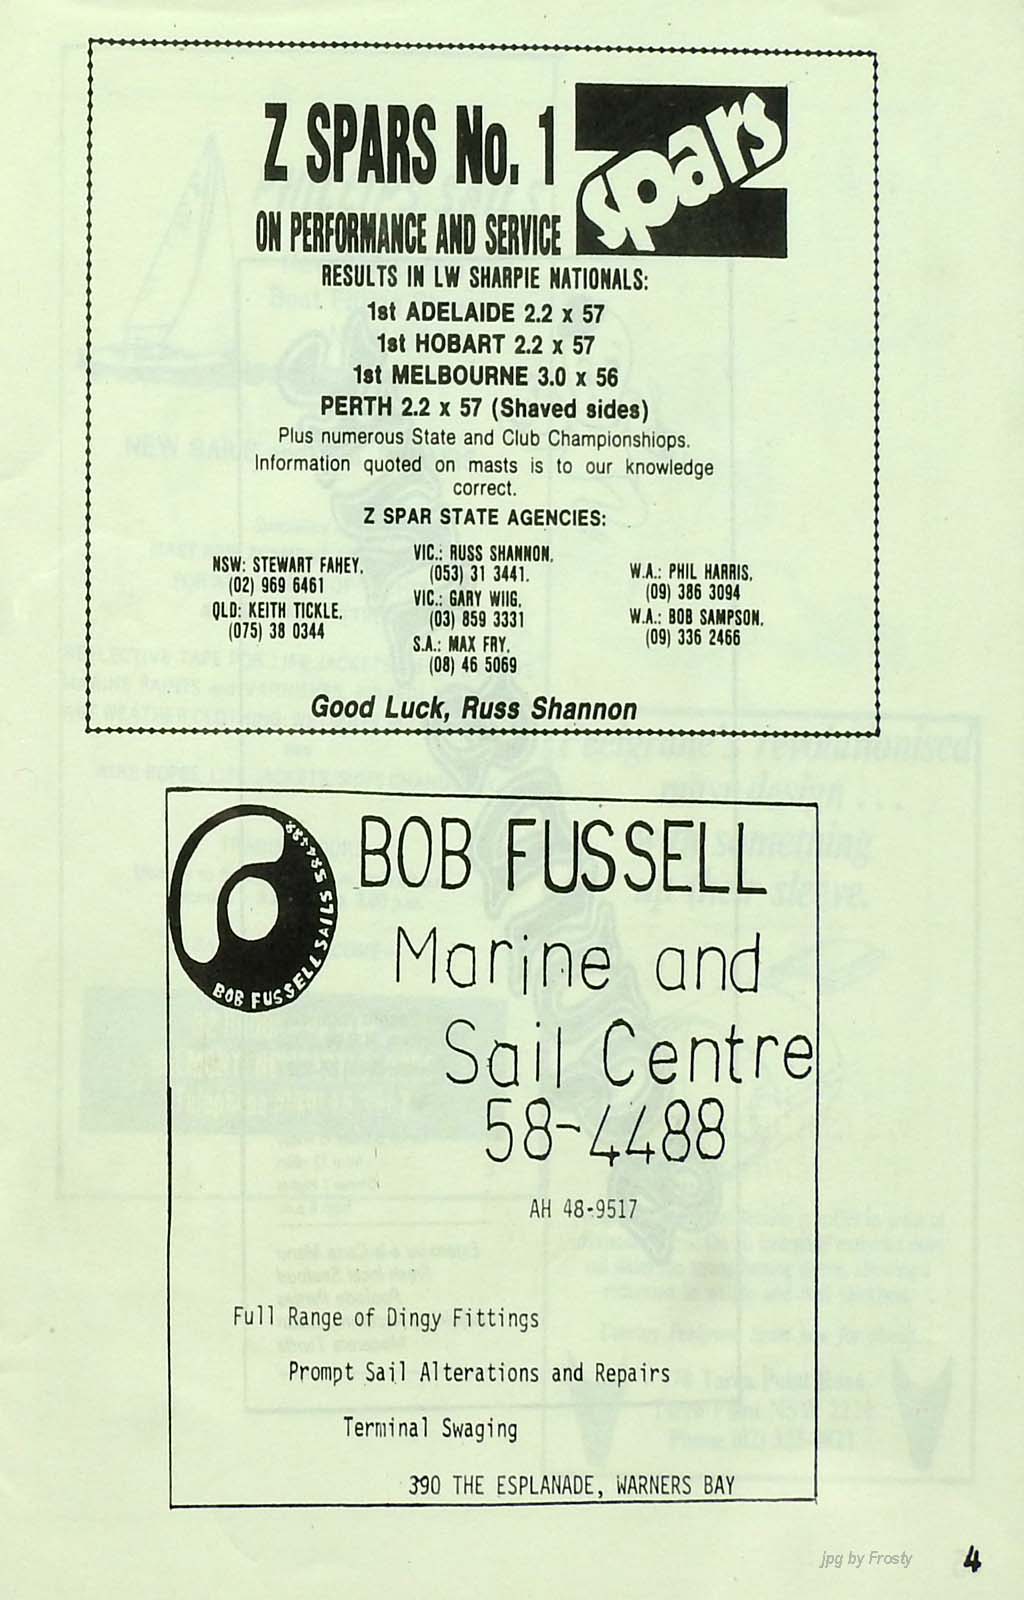 Z SPARS No. 1
spars
ON PERFORMANCE AND SERVICE
RESULTS IN LW SHARPIE NATIONALS:
1st ADELAIDE 2.2 x 57
1st HOBART 2.2 x 57
1st MELBOURNE 3.0 x 56
PERTH 2.2 x 57 (Shaved sides)
Plus numerous State and Club Championshiops.
Information quoted on masts is to our knowledge
correct.
Z SPAR STATE AGENCIES:
NSW: STEWART FAHEY.
(02) 969 6461
QLD: KEITH TICKLE.
(075) 38 0344
VIC.: RUSS SHANNON.
(053) 31 3441.
VIC.: GARY WIIG.
(03) 859 3331
S.A.: MAX FRY.
(08) 46 5069
W.A.: PHIL HARRIS.
(09) 386 3094
W.A.: BOB SAMPSON.
(09) 336 2466
Good Luck, Russ Shannon
BOB FUSSELL SAILS 584488
BOB FUSSELL
Marine and
Sail Centre
58-4488
AH 48-9517
Full Range of Dingy Fittings
Prompt Sail Alterations and Repairs
Terminal Swaging
390 THE ESPLANADE, WARNERS BAY
jpg by Frosty
4